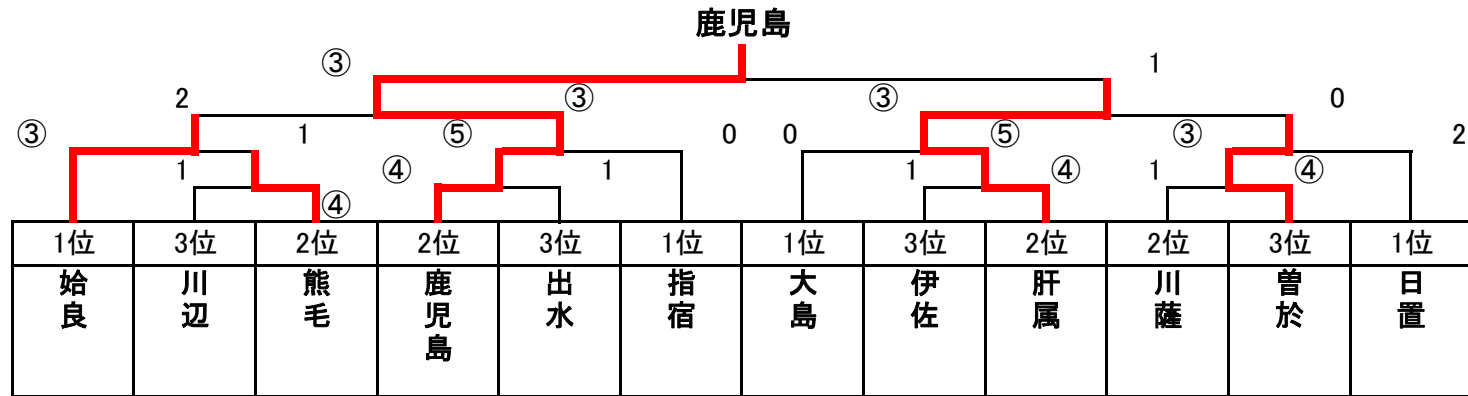 鹿児島
③ 1
2 ③ ③ 0
③ 1 ⑤ 0 0 ⑤ ③ 2
1 ④ 1 1 ④ 1 ④
④
1位 3位 2位 2位 3位 1位 1位 3位 2位 2位 3位 1位
姶良 川辺 熊毛 鹿児島 出水 指宿 大島 伊佐 肝属 川薩 曽於 日置